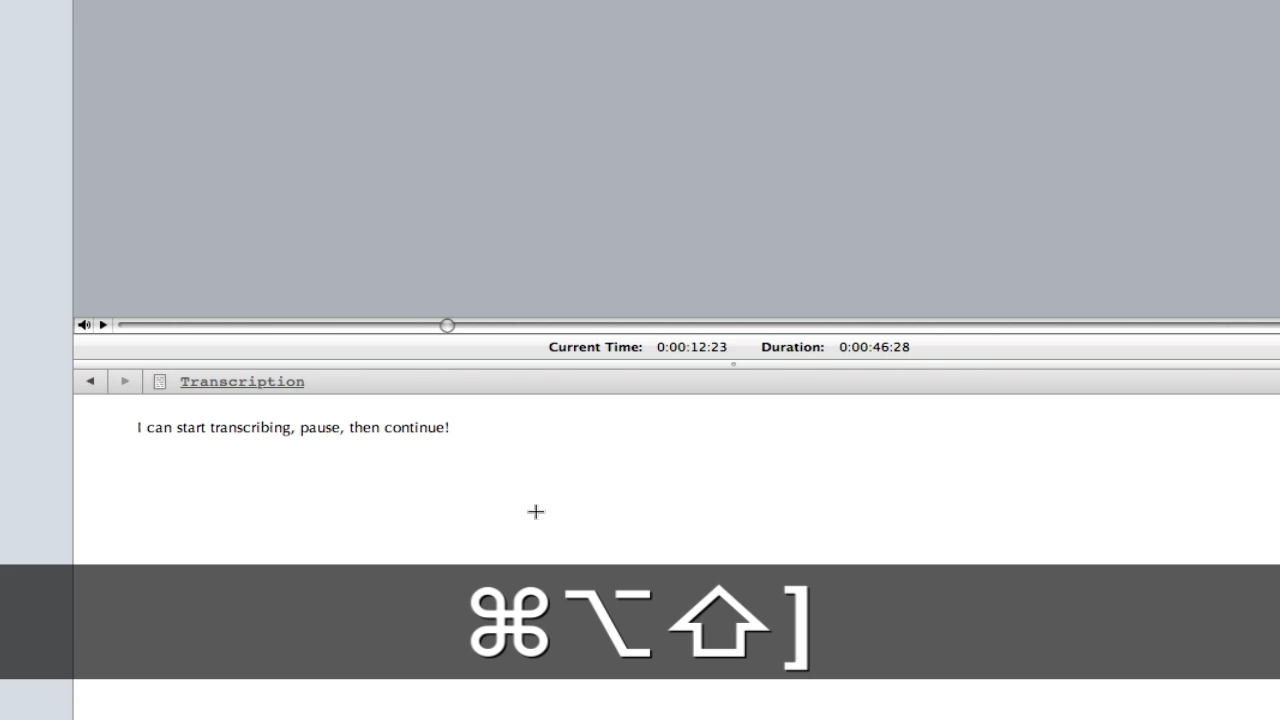 Current Time: 0:00:12:23 Duration: 0:00:46:28
Transcription
I can start transcribing, pause, then continue!
⌘⌥⇧]